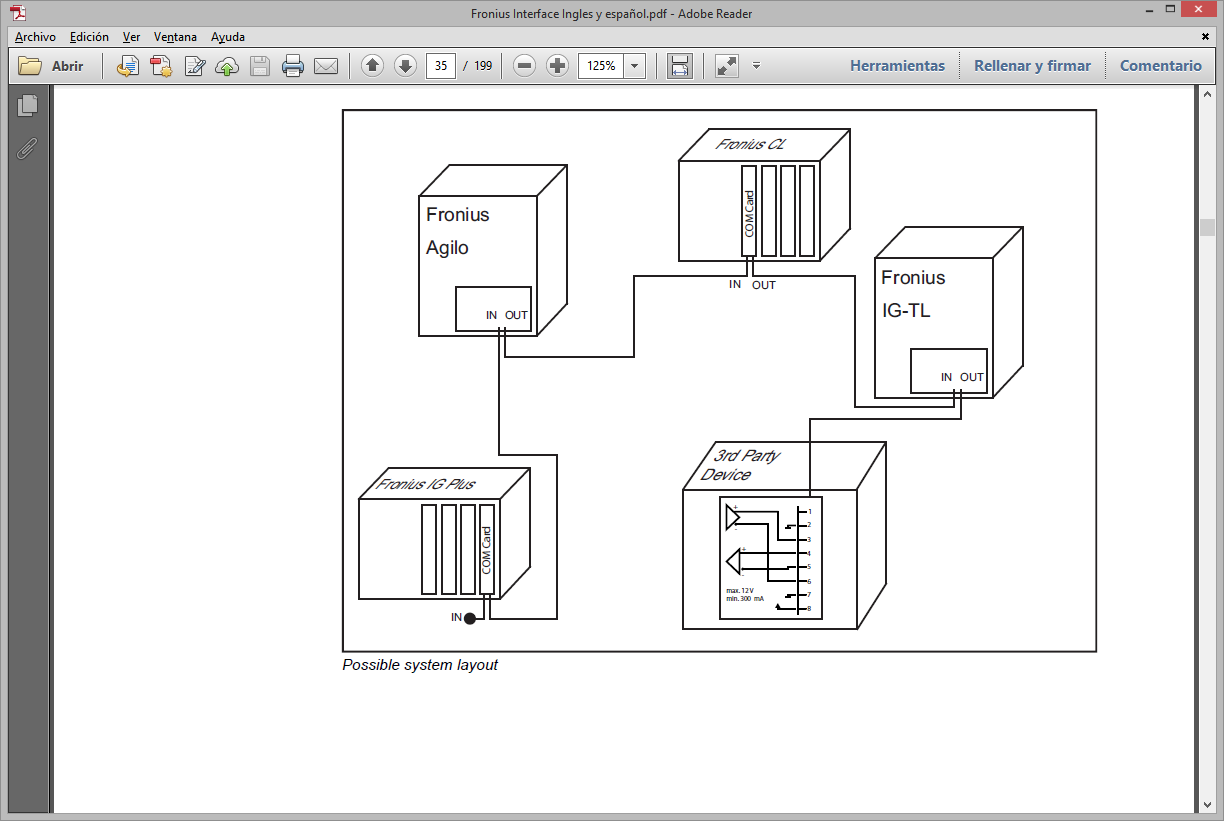 Fronius Interface Ingles y español.pdf - Adobe Reader
Archivo Edición Ver Ventana Ayuda
Abrir 35 / 199 125% Herramientas Rellenar y firmar Comentario
Fronius CL
COM Card
IN OUT
Fronius
Agilo
IN OUT
Fronius
IG-TL
IN OUT
Fronius IG Plus
COM Card
IN
3rd Party
Device
+
-
+
-
1
2
3
4
5
6
7
8
max. 12 V
min. 300 mA
Possible system layout